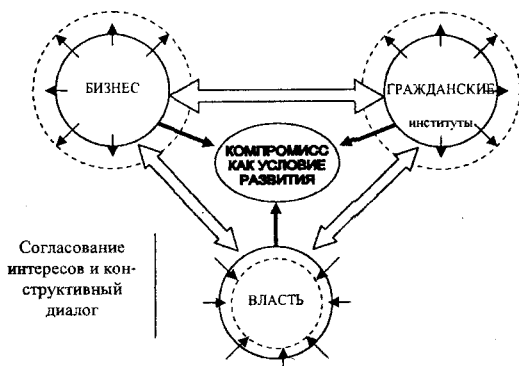 БИЗНЕС
ГРАЖДАНСКИЕ
институты
КОМПРОМИСС
КАК УСЛОВИЕ
РАЗВИТИЯ
Согласование
интересов и кон-
структивный
диалог
ВЛАСТЬ